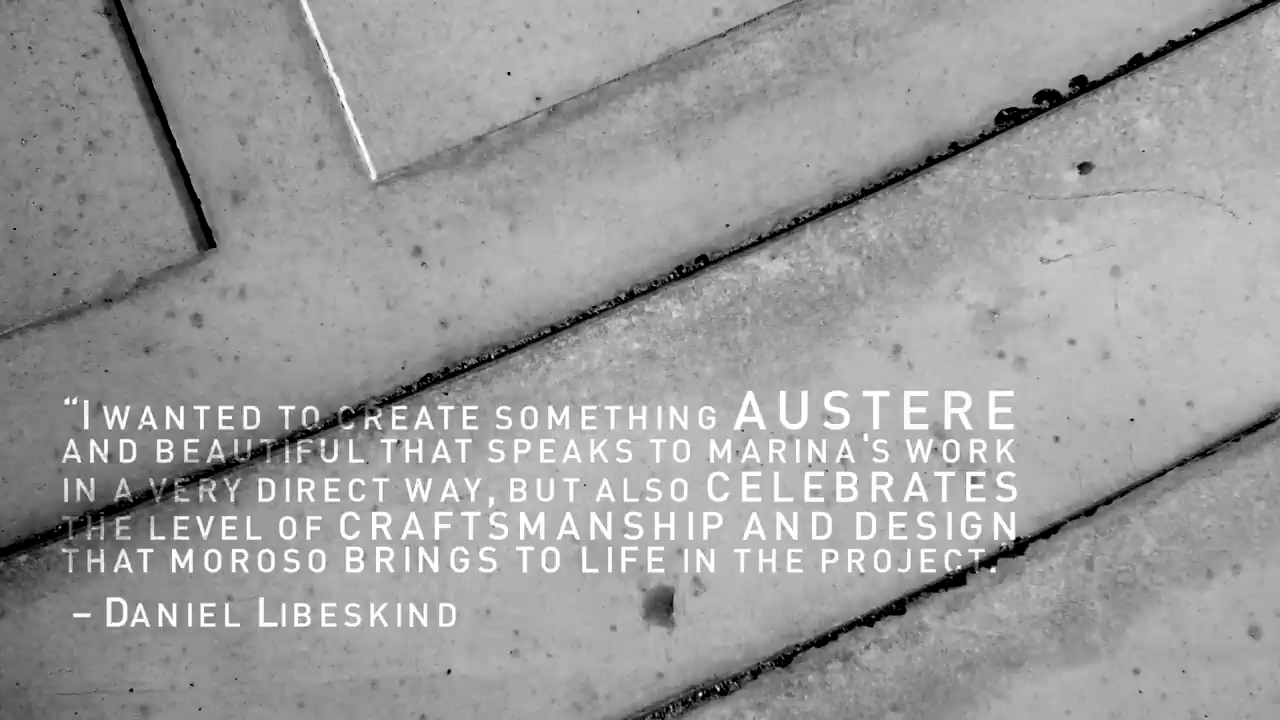 “I WANTED TO CREATE SOMETHING AUSTERE
AND BEAUTIFUL THAT SPEAKS TO MARINA'S WORK
IN A VERY DIRECT WAY, BUT ALSO CELEBRATES
THE LEVEL OF CRAFTSMANSHIP AND DESIGN
THAT MOROSO BRINGS TO LIFE IN THE PROJECT.”
– DANIEL LIBESKIND